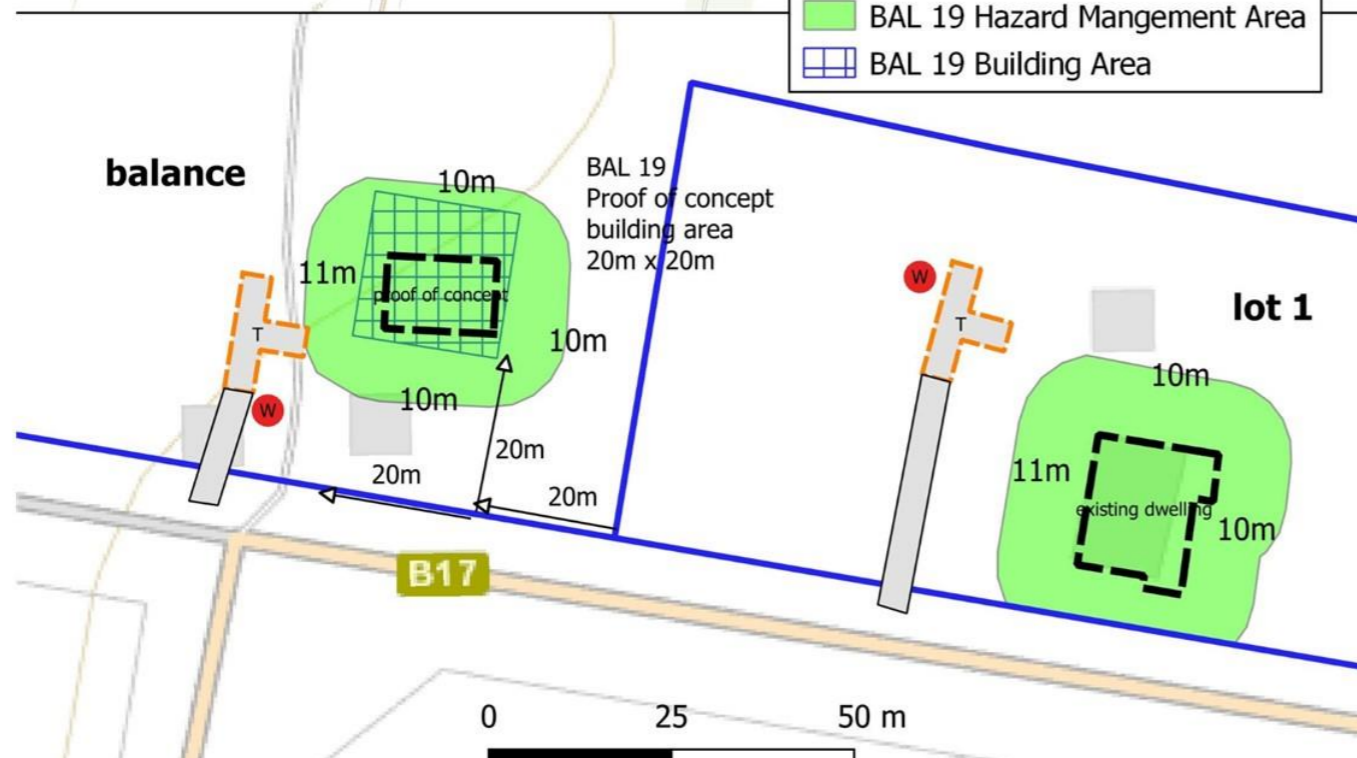 BAL 19 Hazard Mangement Area
BAL 19 Building Area
balance
10m
BAL 19
Proof of concept
building area
20m x 20m
11m
proof of concept
T
10m
10m
W
20m
20m
20m
W
T
lot 1
10m
11m
existing dwelling
10m
B17
0 25 50 m